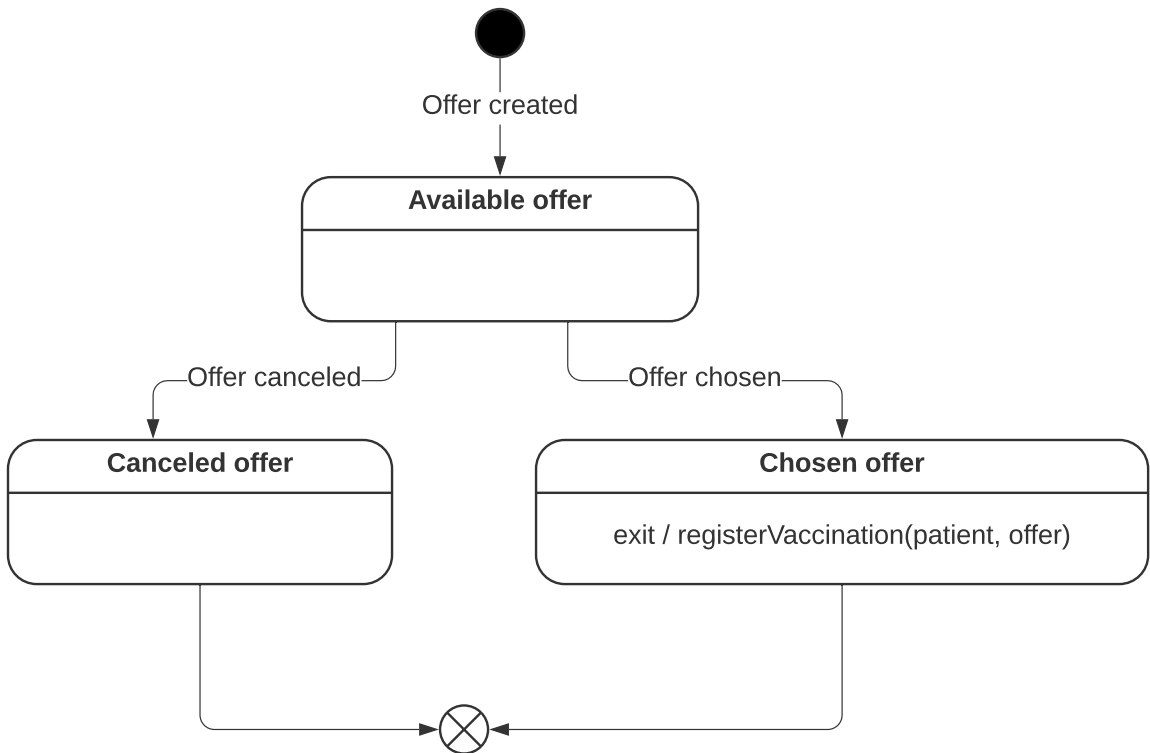 Offer created
Available offer
Offer canceled
Offer chosen
Canceled offer
Chosen offer
exit / registerVaccination(patient, offer)